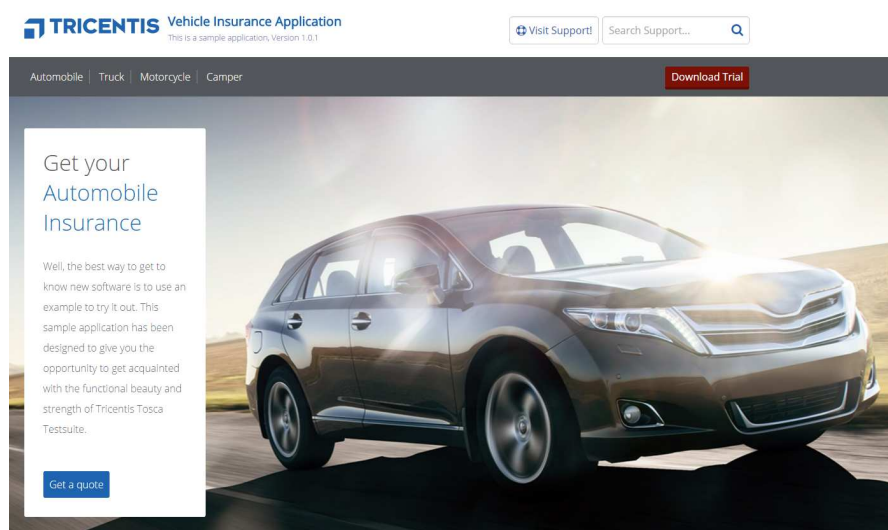 TRICENTIS
Vehicle Insurance Application
This is a sample application, Version 1.0.1
Visit Support!
Search Support...
Automobile
Truck
Motorcycle
Camper
Download Trial
Get your
Automobile
Insurance
Well, the best way to get to
know new software is to use an
example to try it out. This
sample application has been
designed to give you the
opportunity to get acquainted
with the functional beauty and
strength of Tricentis Tosca
Testsuite.
Get a quote